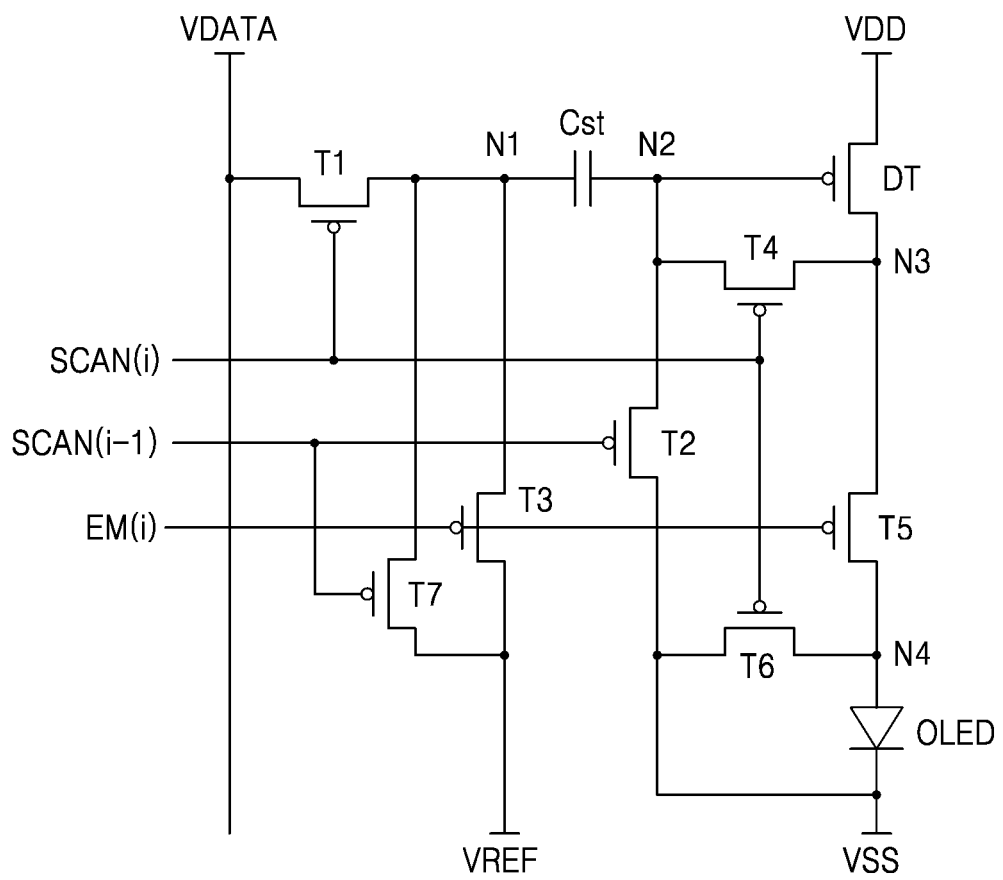 VDATA
VDD
Cst
T1
N1
N2
DT
T4
N3
SCAN(i)
SCAN(i-1)
T2
T3
EM(i)
T5
T7
T6
N4
OLED
VREF
VSS